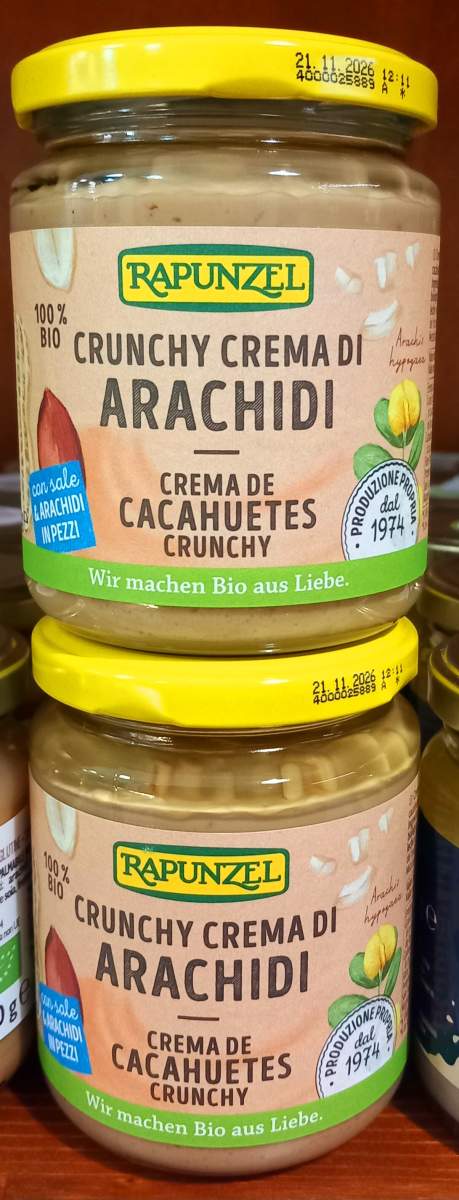 21.11.2026 12:11
4000025889 A *
RAPUNZEL
100%
BIO
CRUNCHY CREMA DI
ARACHIDI
Arachis
hypogaea
con sale
& ARACHIDI
IN PEZZI
CREMA DE
CACAHUETES
CRUNCHY
PRODUZIONE PROPRIA
dal
1974
Wir machen Bio aus Liebe.
21.11.2026 12:11
4000025889 A *
RAPUNZEL
100%
BIO
CRUNCHY CREMA DI
ARACHIDI
Arachis
hypogaea
con sale
& ARACHIDI
IN PEZZI
CREMA DE
CACAHUETES
CRUNCHY
PRODUZIONE PROPRIA
dal
1974
Wir machen Bio aus Liebe.